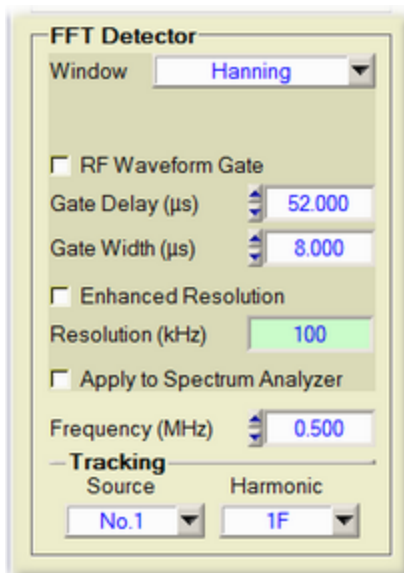 FFT Detector
Window Hanning
RF Waveform Gate
Gate Delay (µs) 52.000
Gate Width (µs) 8.000
Enhanced Resolution
Resolution (kHz) 100
Apply to Spectrum Analyzer
Frequency (MHz) 0.500
Tracking
Source Harmonic
No.1 1F